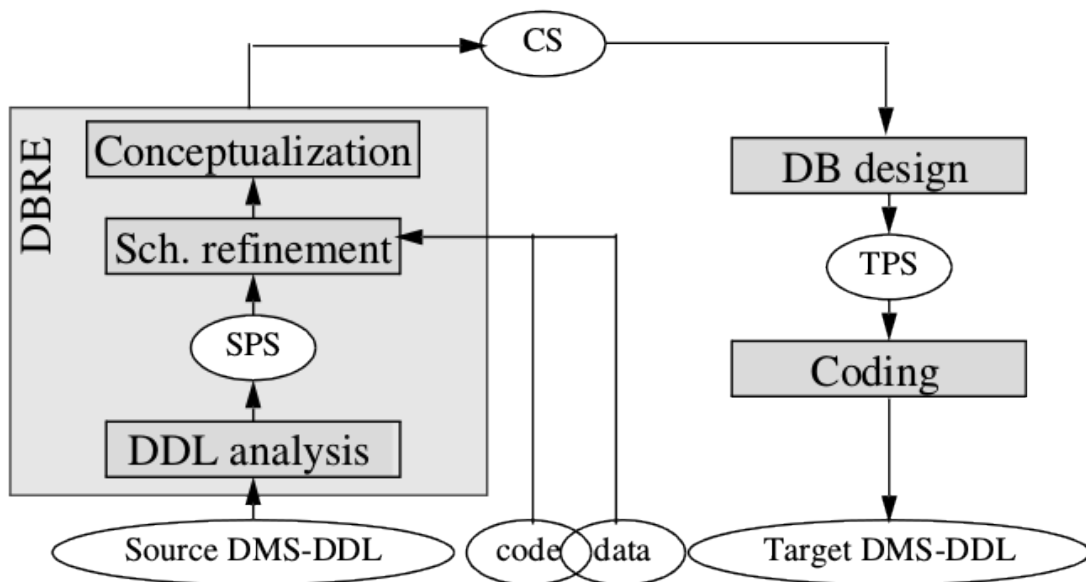 CS
DBRE
Conceptualization
DB design
Sch. refinement
TPS
SPS
Coding
DDL analysis
Source DMS-DDL
code
data
Target DMS-DDL